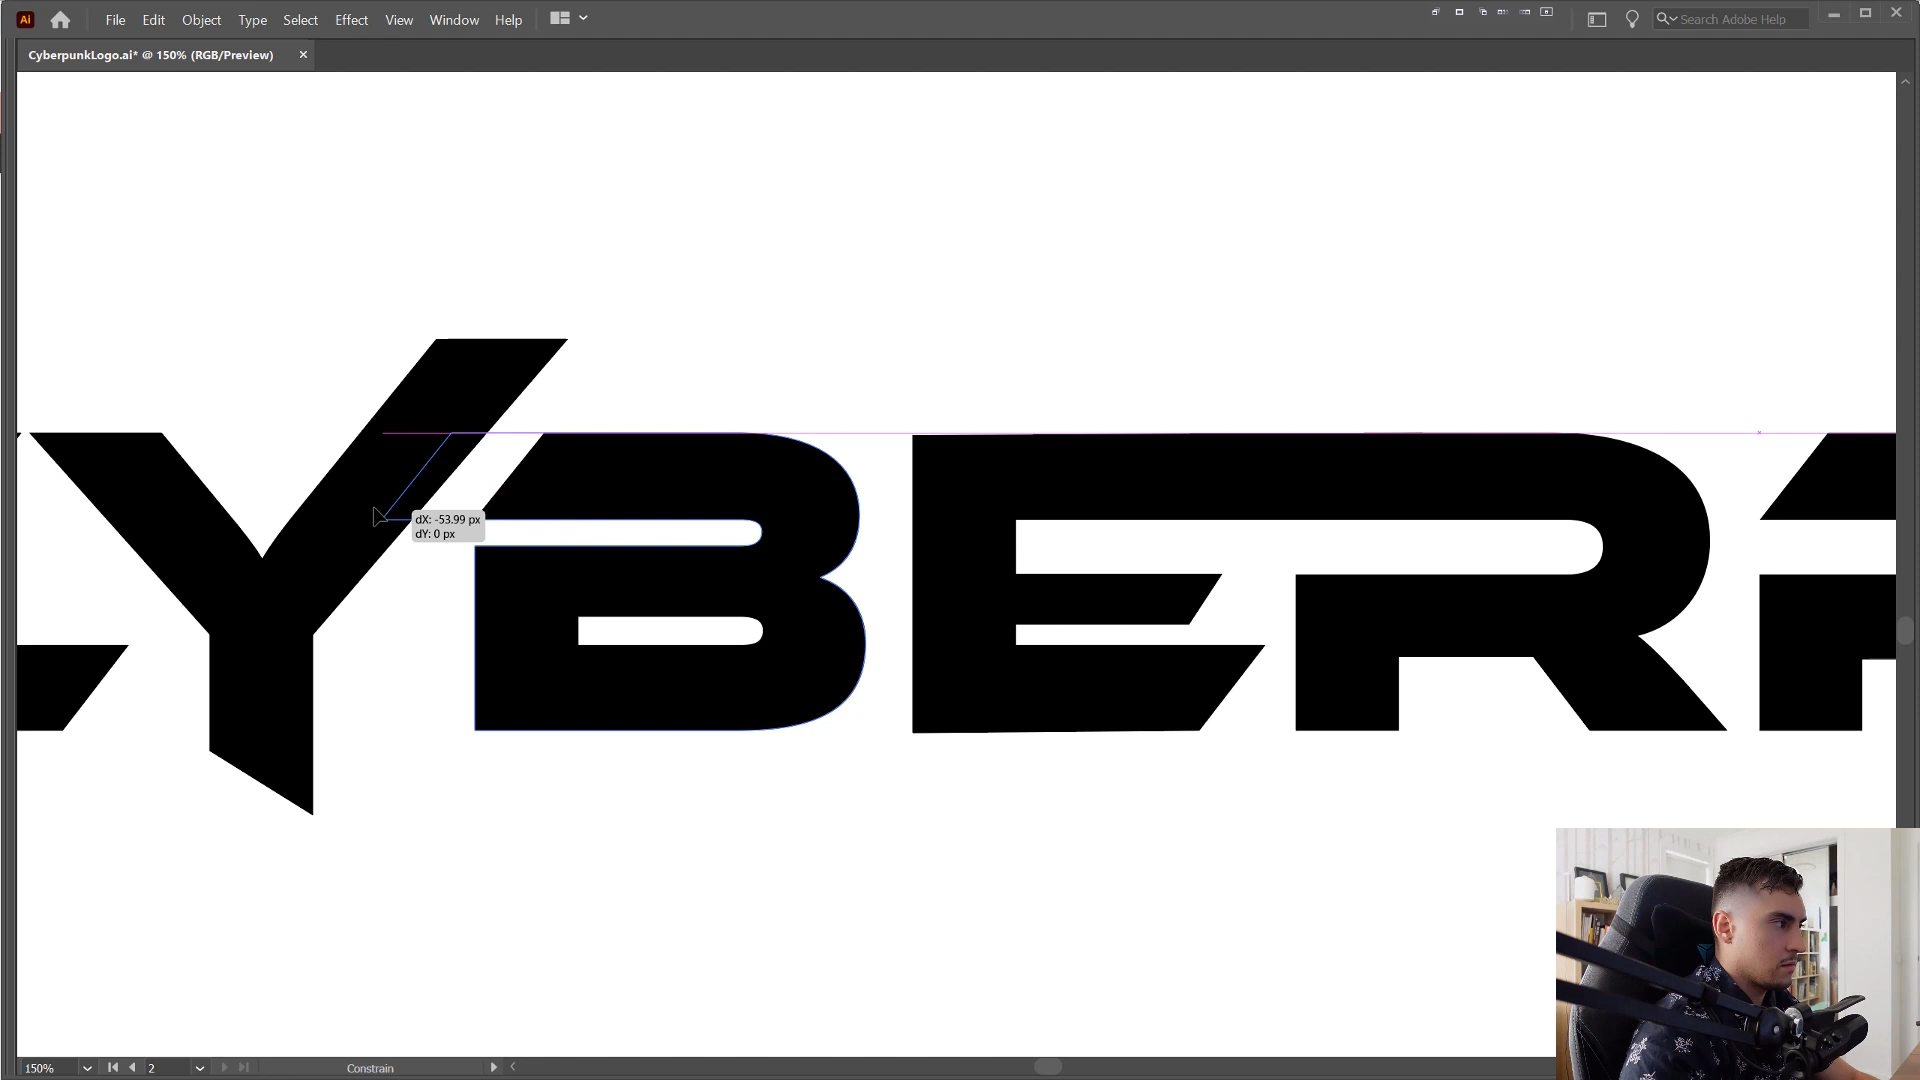 Ai File Edit Object Type Select Effect View Window Help Search Adobe Help
CyberpunkLogo.ai* @ 150% (RGB/Preview)
YBER
dX: -53.99 px
dY: 0 px
150% 2 Constrain